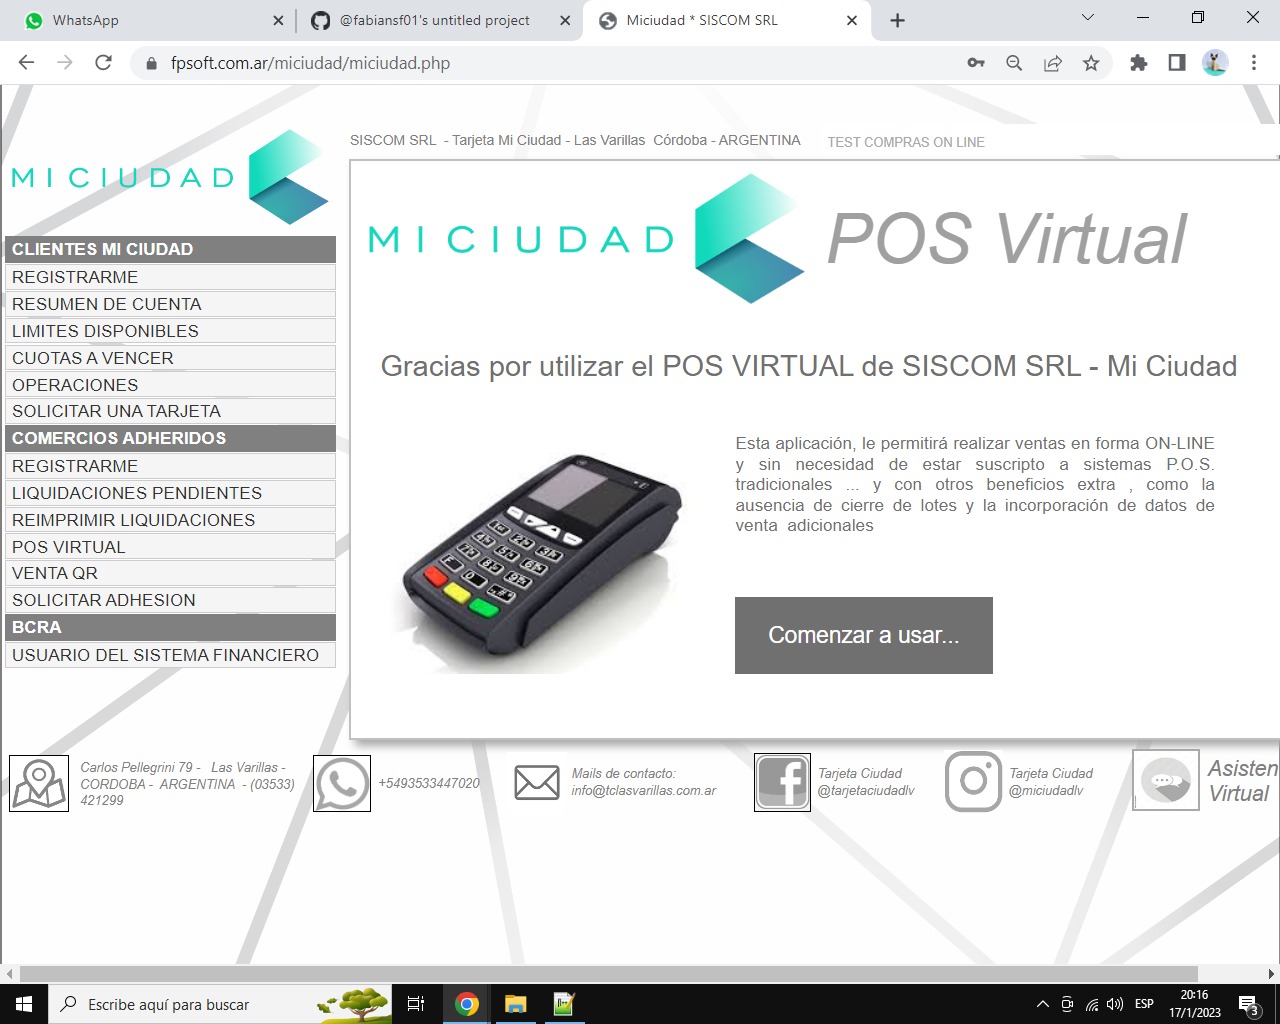 WhatsApp
@fabiansf01's untitled project
Miciudad * SISCOM SRL
fpsoft.com.ar/miciudad/miciudad.php
SISCOM SRL - Tarjeta Mi Ciudad - Las Varillas Córdoba - ARGENTINA
TEST COMPRAS ON LINE
MICIUDAD
CLIENTES MI CIUDAD
REGISTRARME
RESUMEN DE CUENTA
LIMITES DISPONIBLES
CUOTAS A VENCER
OPERACIONES
SOLICITAR UNA TARJETA
COMERCIOS ADHERIDOS
REGISTRARME
LIQUIDACIONES PENDIENTES
REIMPRIMIR LIQUIDACIONES
POS VIRTUAL
VENTA QR
SOLICITAR ADHESION
BCRA
USUARIO DEL SISTEMA FINANCIERO
MICIUDAD
POS Virtual
Gracias por utilizar el POS VIRTUAL de SISCOM SRL - Mi Ciudad
Esta aplicación, le permitirá realizar ventas en forma ON-LINE
y sin necesidad de estar suscripto a sistemas P.O.S.
tradicionales ... y con otros beneficios extra , como la
ausencia de cierre de lotes y la incorporación de datos de
venta adicionales
Comenzar a usar...
Carlos Pellegrini 79 - Las Varillas -
CORDOBA - ARGENTINA - (03533)
421299
+5493533447020
Mails de contacto:
info@tclasvarillas.com.ar
Tarjeta Ciudad
@tarjetaciudadlv
Tarjeta Ciudad
@miciudadlv
Asisten
Virtual
Escribe aquí para buscar
ESP
20:16
17/1/2023
3